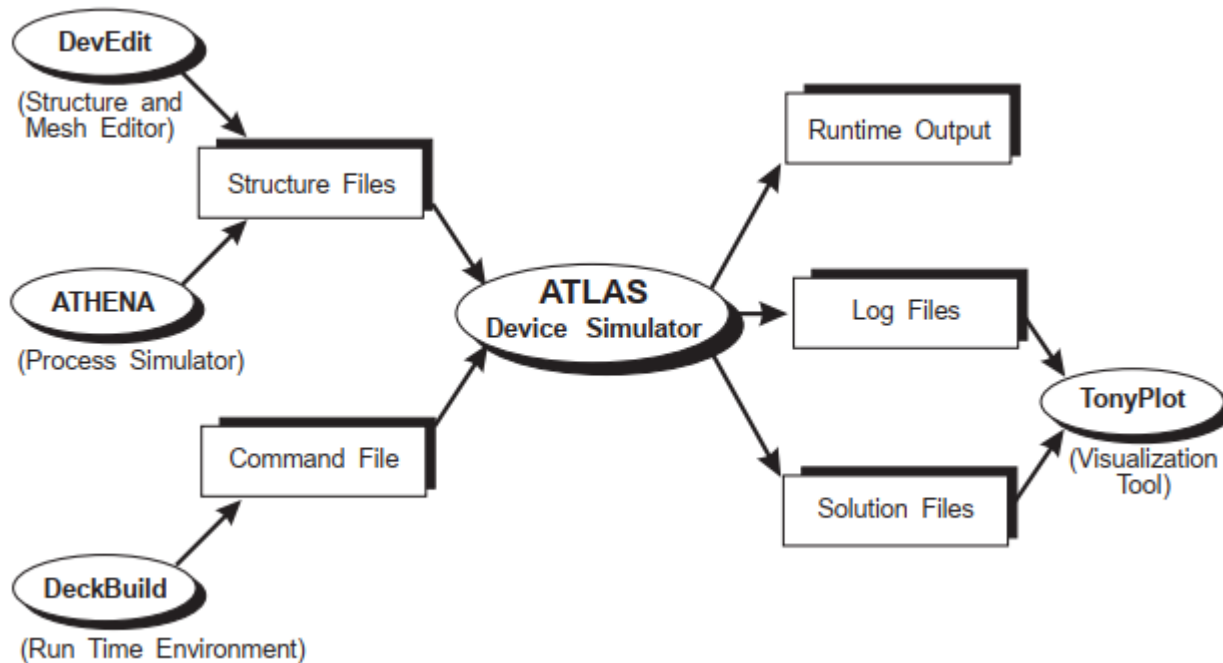 DevEdit
(Structure and
Mesh Editor)
Structure Files
ATHENA
(Process Simulator)
Command File
DeckBuild
(Run Time Environment)
ATLAS
Device Simulator
Runtime Output
Log Files
Solution Files
TonyPlot
(Visualization
Tool)